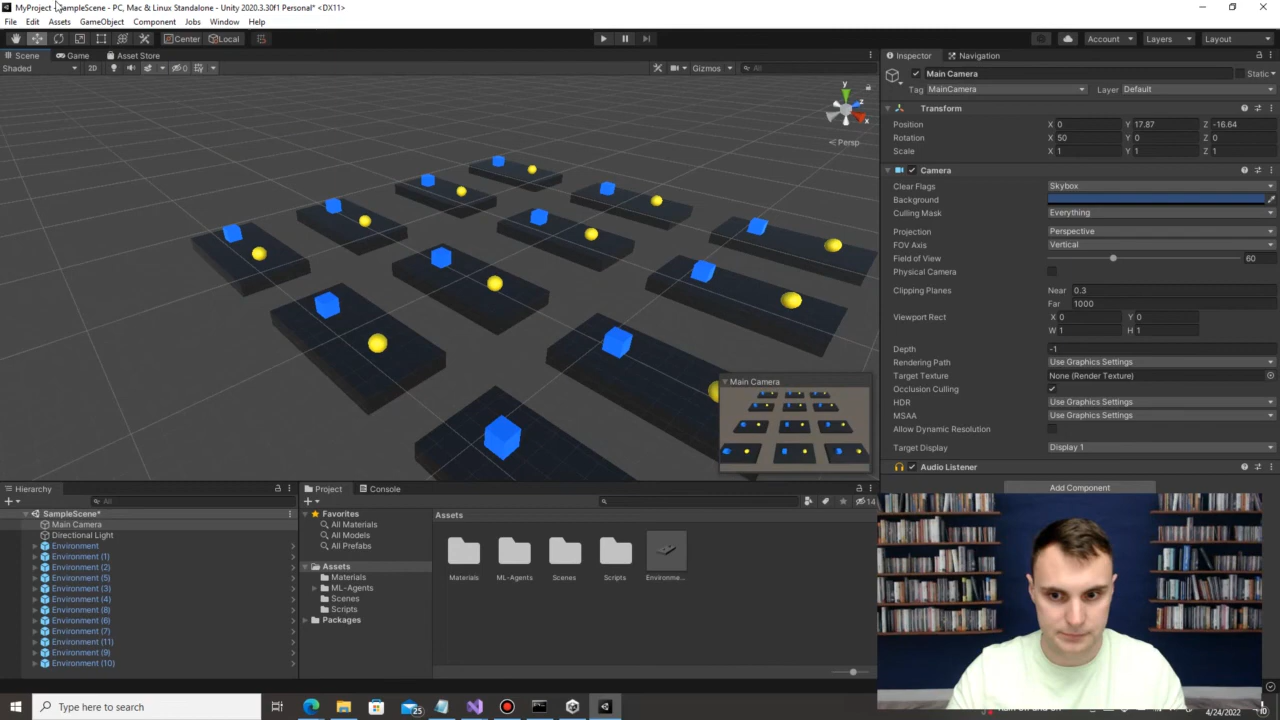 MyProject - SampleScene - PC, Mac & Linux Standalone - Unity 2020.3.30f1 Personal* <DX11>
File Edit Assets GameObject Component Jobs Window Help
Center Local Account Layers Layout
Scene Game Asset Store
Shaded 2D 0 Gizmos All
y
z
x
Persp
Main Camera
Inspector Navigation
Main Camera Static
Tag MainCamera Layer Default
Transform
Position X 0 Y 17.87 Z -16.64
Rotation X 50 Y 0 Z 0
Scale X 1 Y 1 Z 1
Camera
Clear Flags Skybox
Background
Culling Mask Everything
Projection Perspective
FOV Axis Vertical
Field of View 60
Physical Camera
Clipping Planes Near 0.3
Far 1000
Viewport Rect X 0 Y 0
W 1 H 1
Depth -1
Rendering Path Use Graphics Settings
Target Texture None (Render Texture)
Occlusion Culling
HDR Use Graphics Settings
MSAA Use Graphics Settings
Allow Dynamic Resolution
Target Display Display 1
Audio Listener
Add Component
Hierarchy
All
SampleScene*
Main Camera
Directional Light
Environment
Environment (1)
Environment (2)
Environment (5)
Environment (3)
Environment (4)
Environment (8)
Environment (6)
Environment (7)
Environment (11)
Environment (9)
Environment (10)
Project Console
14
Favorites
All Materials
All Models
All Prefabs
Assets
Materials
ML-Agents
Scenes
Scripts
Packages
Assets
Materials ML-Agents Scenes Scripts Environme...
Type here to search
25
4/24/202